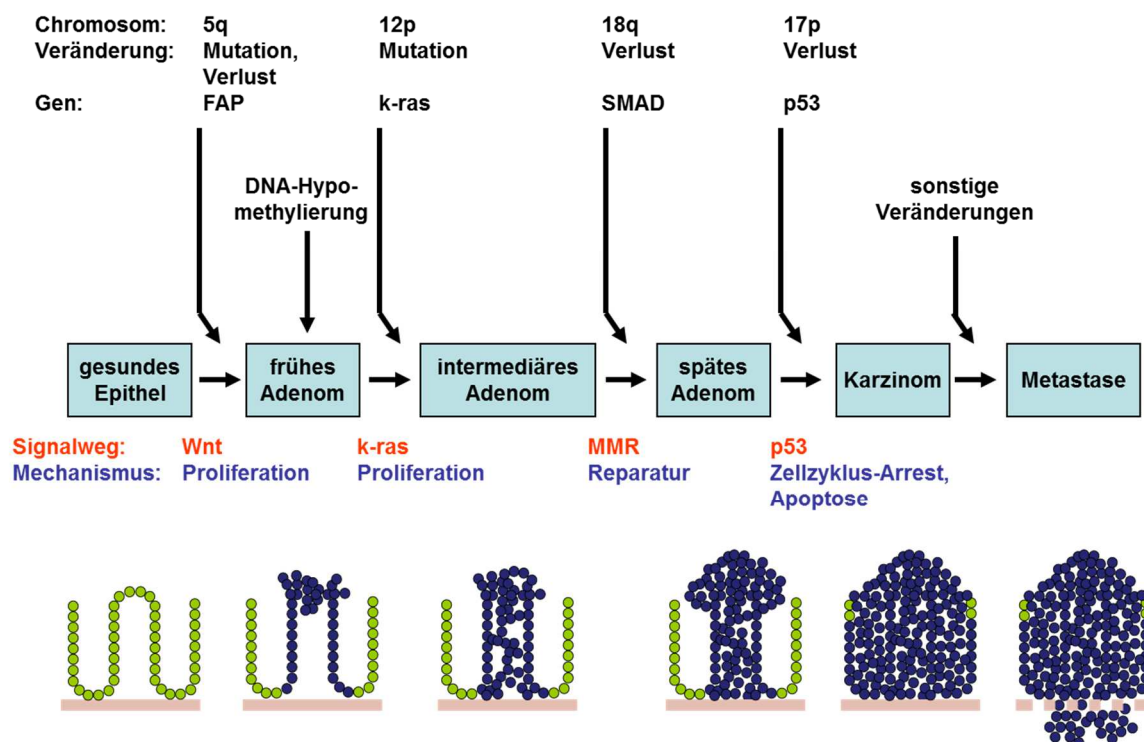 Chromosom: 5q 12p 18q 17p
Veränderung: Mutation, Mutation Verlust Verlust
Verlust
Gen: FAP k-ras SMAD p53
DNA-Hypo-
methylierung
sonstige
Veränderungen
gesundes
Epithel
frühes
Adenom
intermediäres
Adenom
spätes
Adenom
Karzinom
Metastase
Signalweg: Wnt k-ras MMR p53
Mechanismus: Proliferation Proliferation Reparatur Zellzyklus-Arrest,
Apoptose